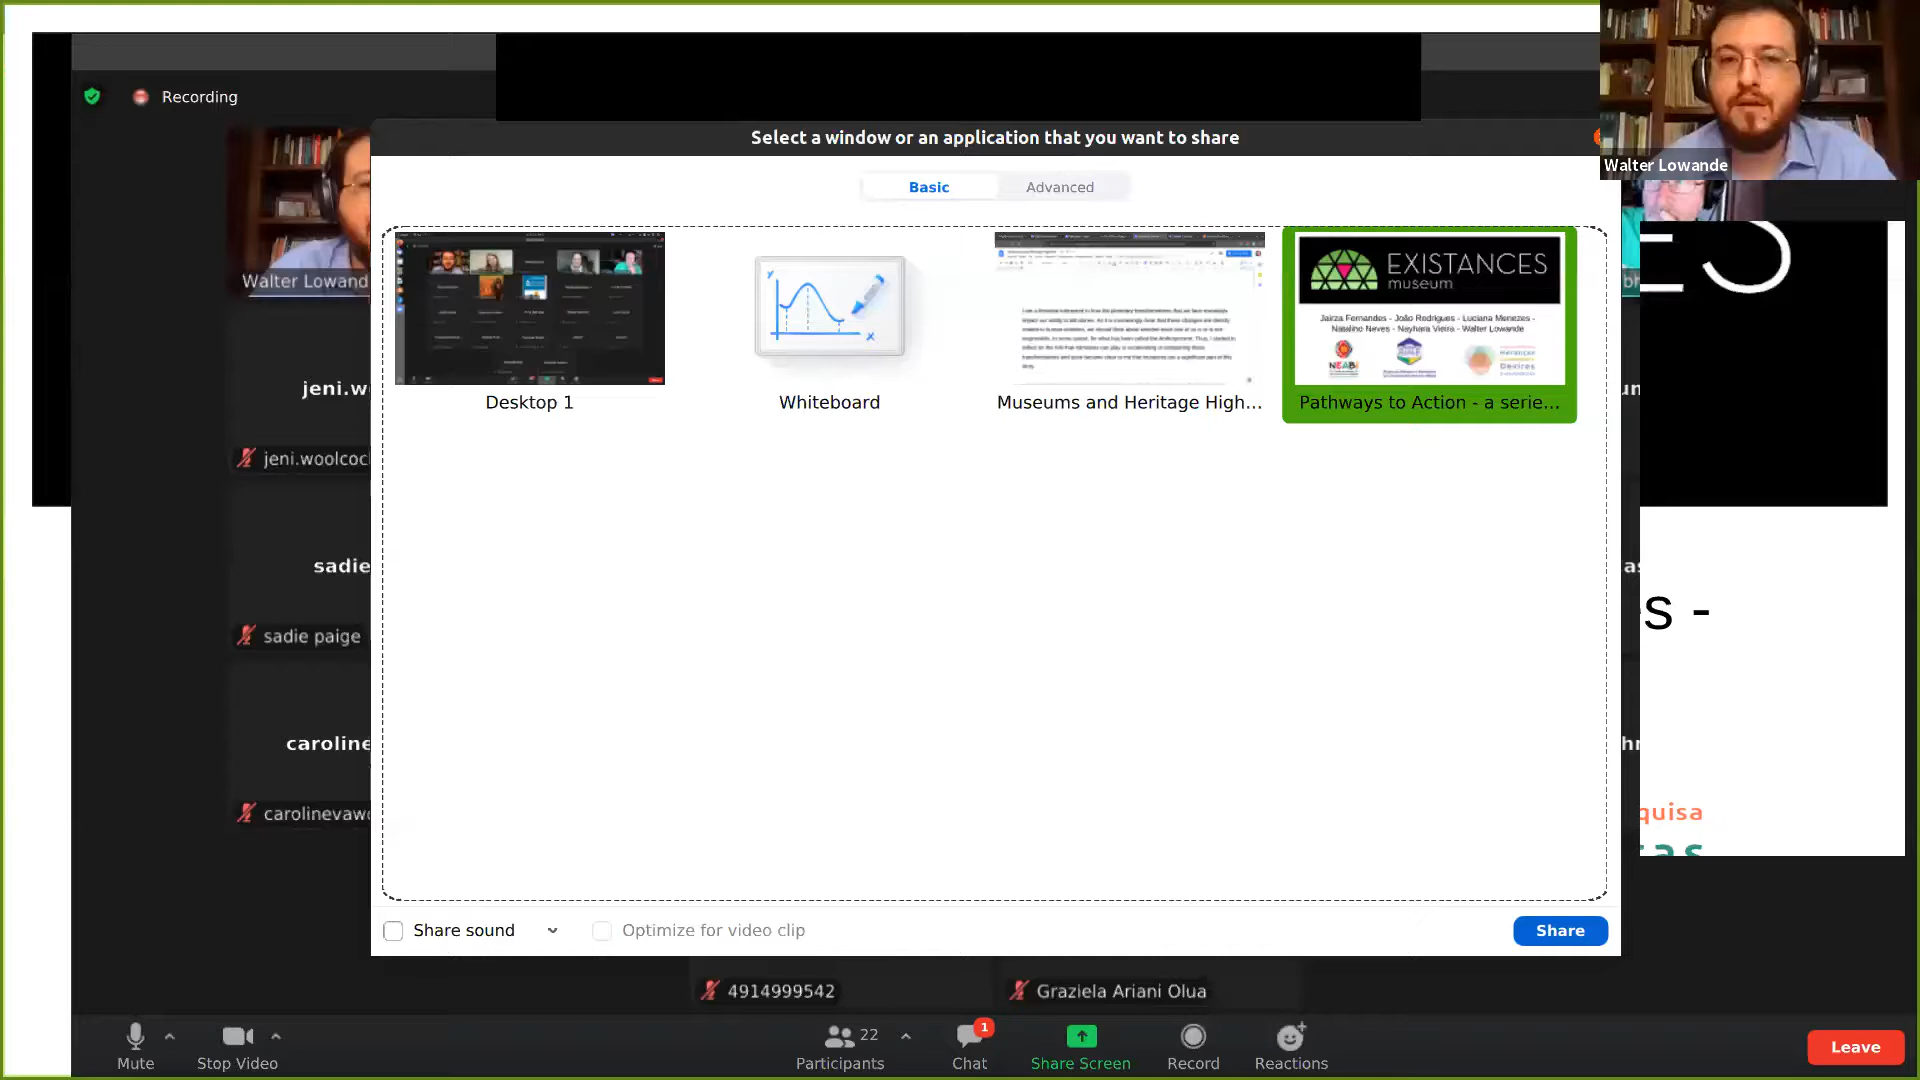 Recording
Select a window or an application that you want to share
Basic
Advanced
Walter Lowande
Walter Lowand
EXISTANCES
museum
Jairza Fernandes - João Rodrigues - Luciana Menezes -
Natalino Neves - Nayhara Vieira - Walter Lowande
NEABI
Desktop 1
Whiteboard
Museums and Heritage High...
Pathways to Action - a serie...
jeni.w
jeni.woolcoc
sadie
sadie paige
caroline
carolinevaw
ES
s -
quisa
Share sound
Optimize for video clip
Share
4914999542
Graziela Ariani Olua
Mute
Stop Video
22
Participants
1
Chat
Share Screen
Record
Reactions
Leave